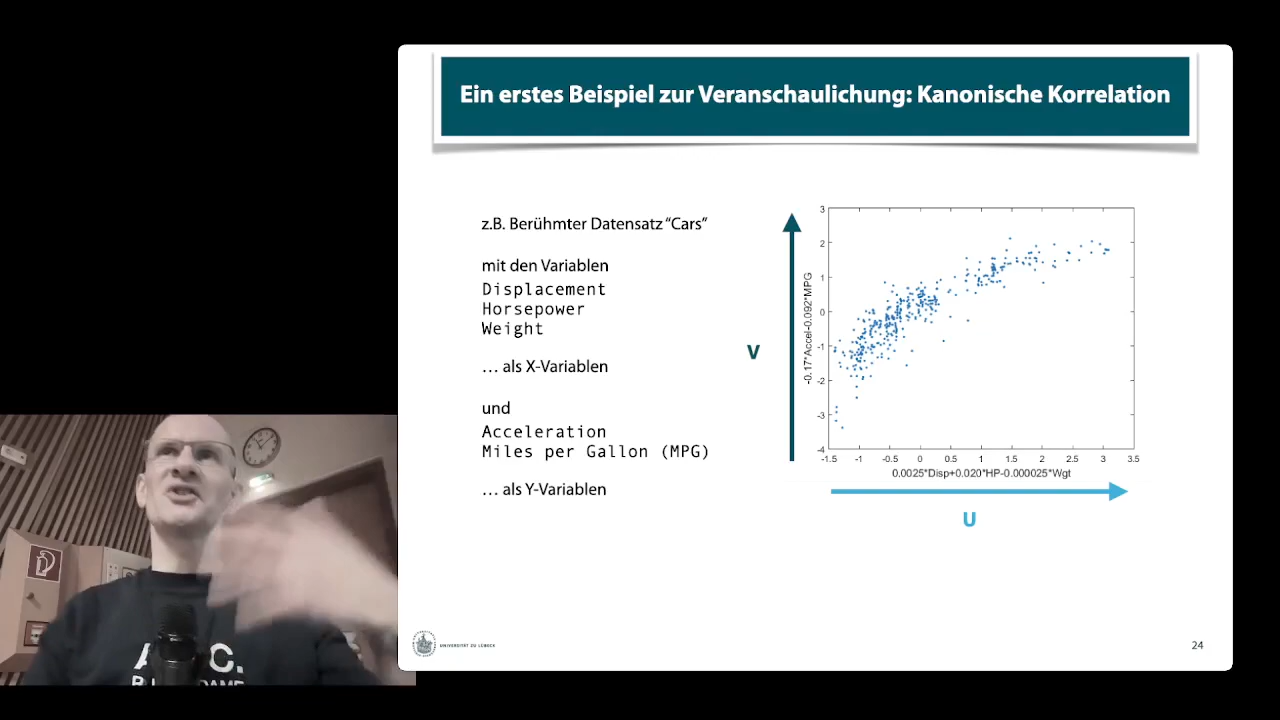 Ein erstes Beispiel zur Veranschaulichung: Kanonische Korrelation
z.B. Berühmter Datensatz “Cars”
mit den Variablen
Displacement
Horsepower
Weight
… als X-Variablen
und
Acceleration
Miles per Gallon (MPG)
… als Y-Variablen
V
-0.17*Accel-0.092*MPG
3
2
1
0
-1
-2
-3
-4
-1.5 -1 -0.5 0 0.5 1 1.5 2 2.5 3 3.5
0.0025*Disp+0.020*HP-0.000025*Wgt
U
UNIVERSITÄT ZU LÜBECK
24